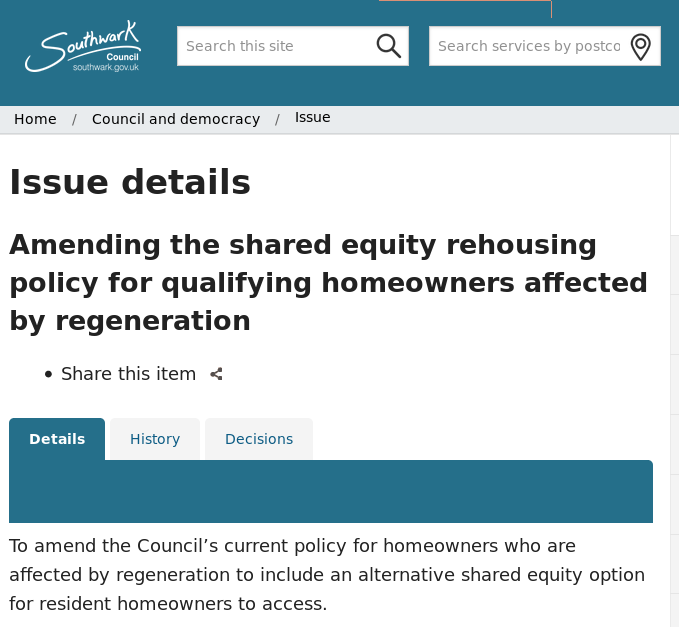 Southwark
Council
southwark.gov.uk
Search this site
Search services by postco
Home / Council and democracy / Issue
Issue details
Amending the shared equity rehousing
policy for qualifying homeowners affected
by regeneration
• Share this item
Details History Decisions
To amend the Council’s current policy for homeowners who are
affected by regeneration to include an alternative shared equity option
for resident homeowners to access.